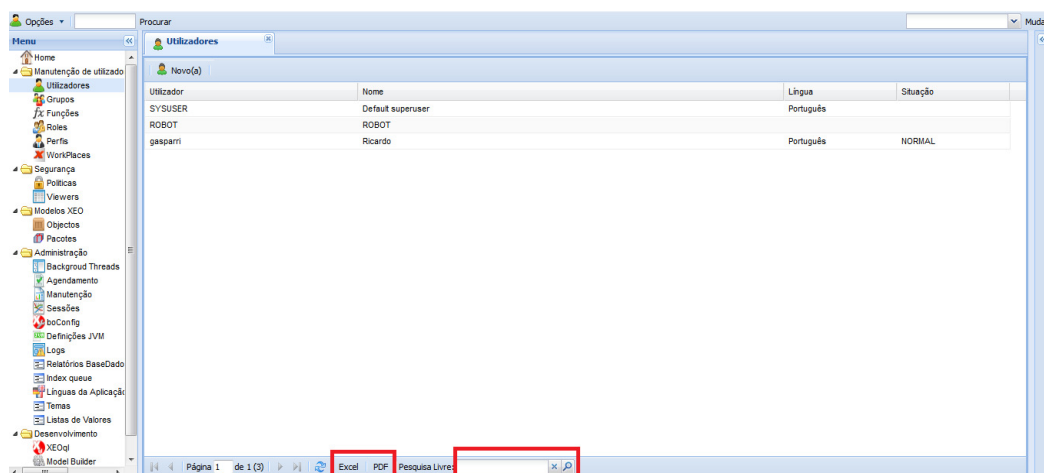 Opções Procurar Muda
Menu
Utilizadores
Home
Manutenção de utilizado
Utilizadores
Grupos
Funções
Roles
Perfis
WorkPlaces
Segurança
Politicas
Viewers
Modelos XEO
Objectos
Pacotes
Administração
Backgroud Threads
Agendamento
Manutenção
Sessões
boConfig
Definições JVM
Logs
Relatórios BaseDado
Index queue
Línguas da Aplicaçã
Temas
Listas de Valores
Desenvolvimento
XEOql
Model Builder
Novo(a)
Utilizador Nome Língua Situação
SYSUSER Default superuser Português
ROBOT ROBOT
gasparri Ricardo Português NORMAL
Página 1 de 1 (3) Excel PDF Pesquisa Livre: